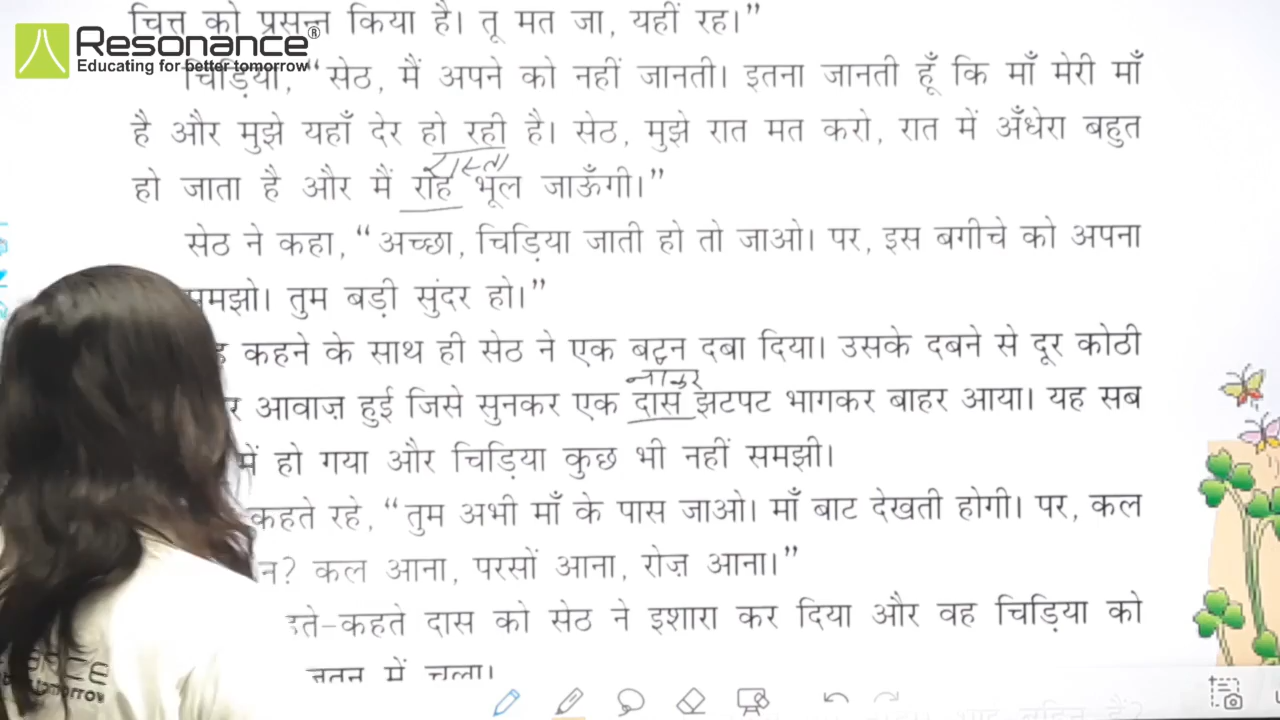 चित्त को प्रसन्न किया है। तू मत जा, यहीं रह।”
Resonance®
Educating for better tomorrow
चिड़िया, “सेठ, मैं अपने को नहीं जानती। इतना जानती हूँ कि माँ मेरी माँ
है और मुझे यहाँ देर हो रही है। सेठ, मुझे रात मत करो, रात में अँधेरा बहुत
रास्ता
हो जाता है और मैं राह भूल जाऊँगी।”
सेठ ने कहा, “अच्छा, चिड़िया जाती हो तो जाओ। पर, इस बगीचे को अपना
समझो। तुम बड़ी सुंदर हो।”
कहने के साथ ही सेठ ने एक बटन दबा दिया। उसके दबने से दूर कोठी
नौकर
आवाज़ हुई जिसे सुनकर एक दास झटपट भागकर बाहर आया। यह सब
में हो गया और चिड़िया कुछ भी नहीं समझी।
कहते रहे, “तुम अभी माँ के पास जाओ। माँ बाट देखती होगी। पर, कल
न? कल आना, परसों आना, रोज़ आना।”
ते-कहते दास को सेठ ने इशारा कर दिया और वह चिड़िया को
में चला।